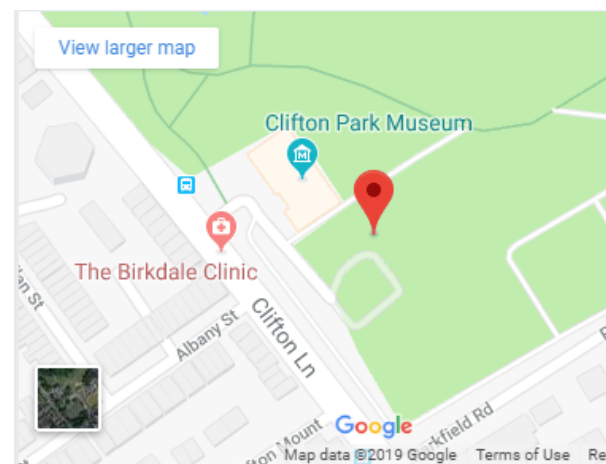 View larger map
Clifton Park Museum
The Birkdale Clinic
Clifton Ln
Albany St
Google
Map data ©2019 Google
Terms of Use